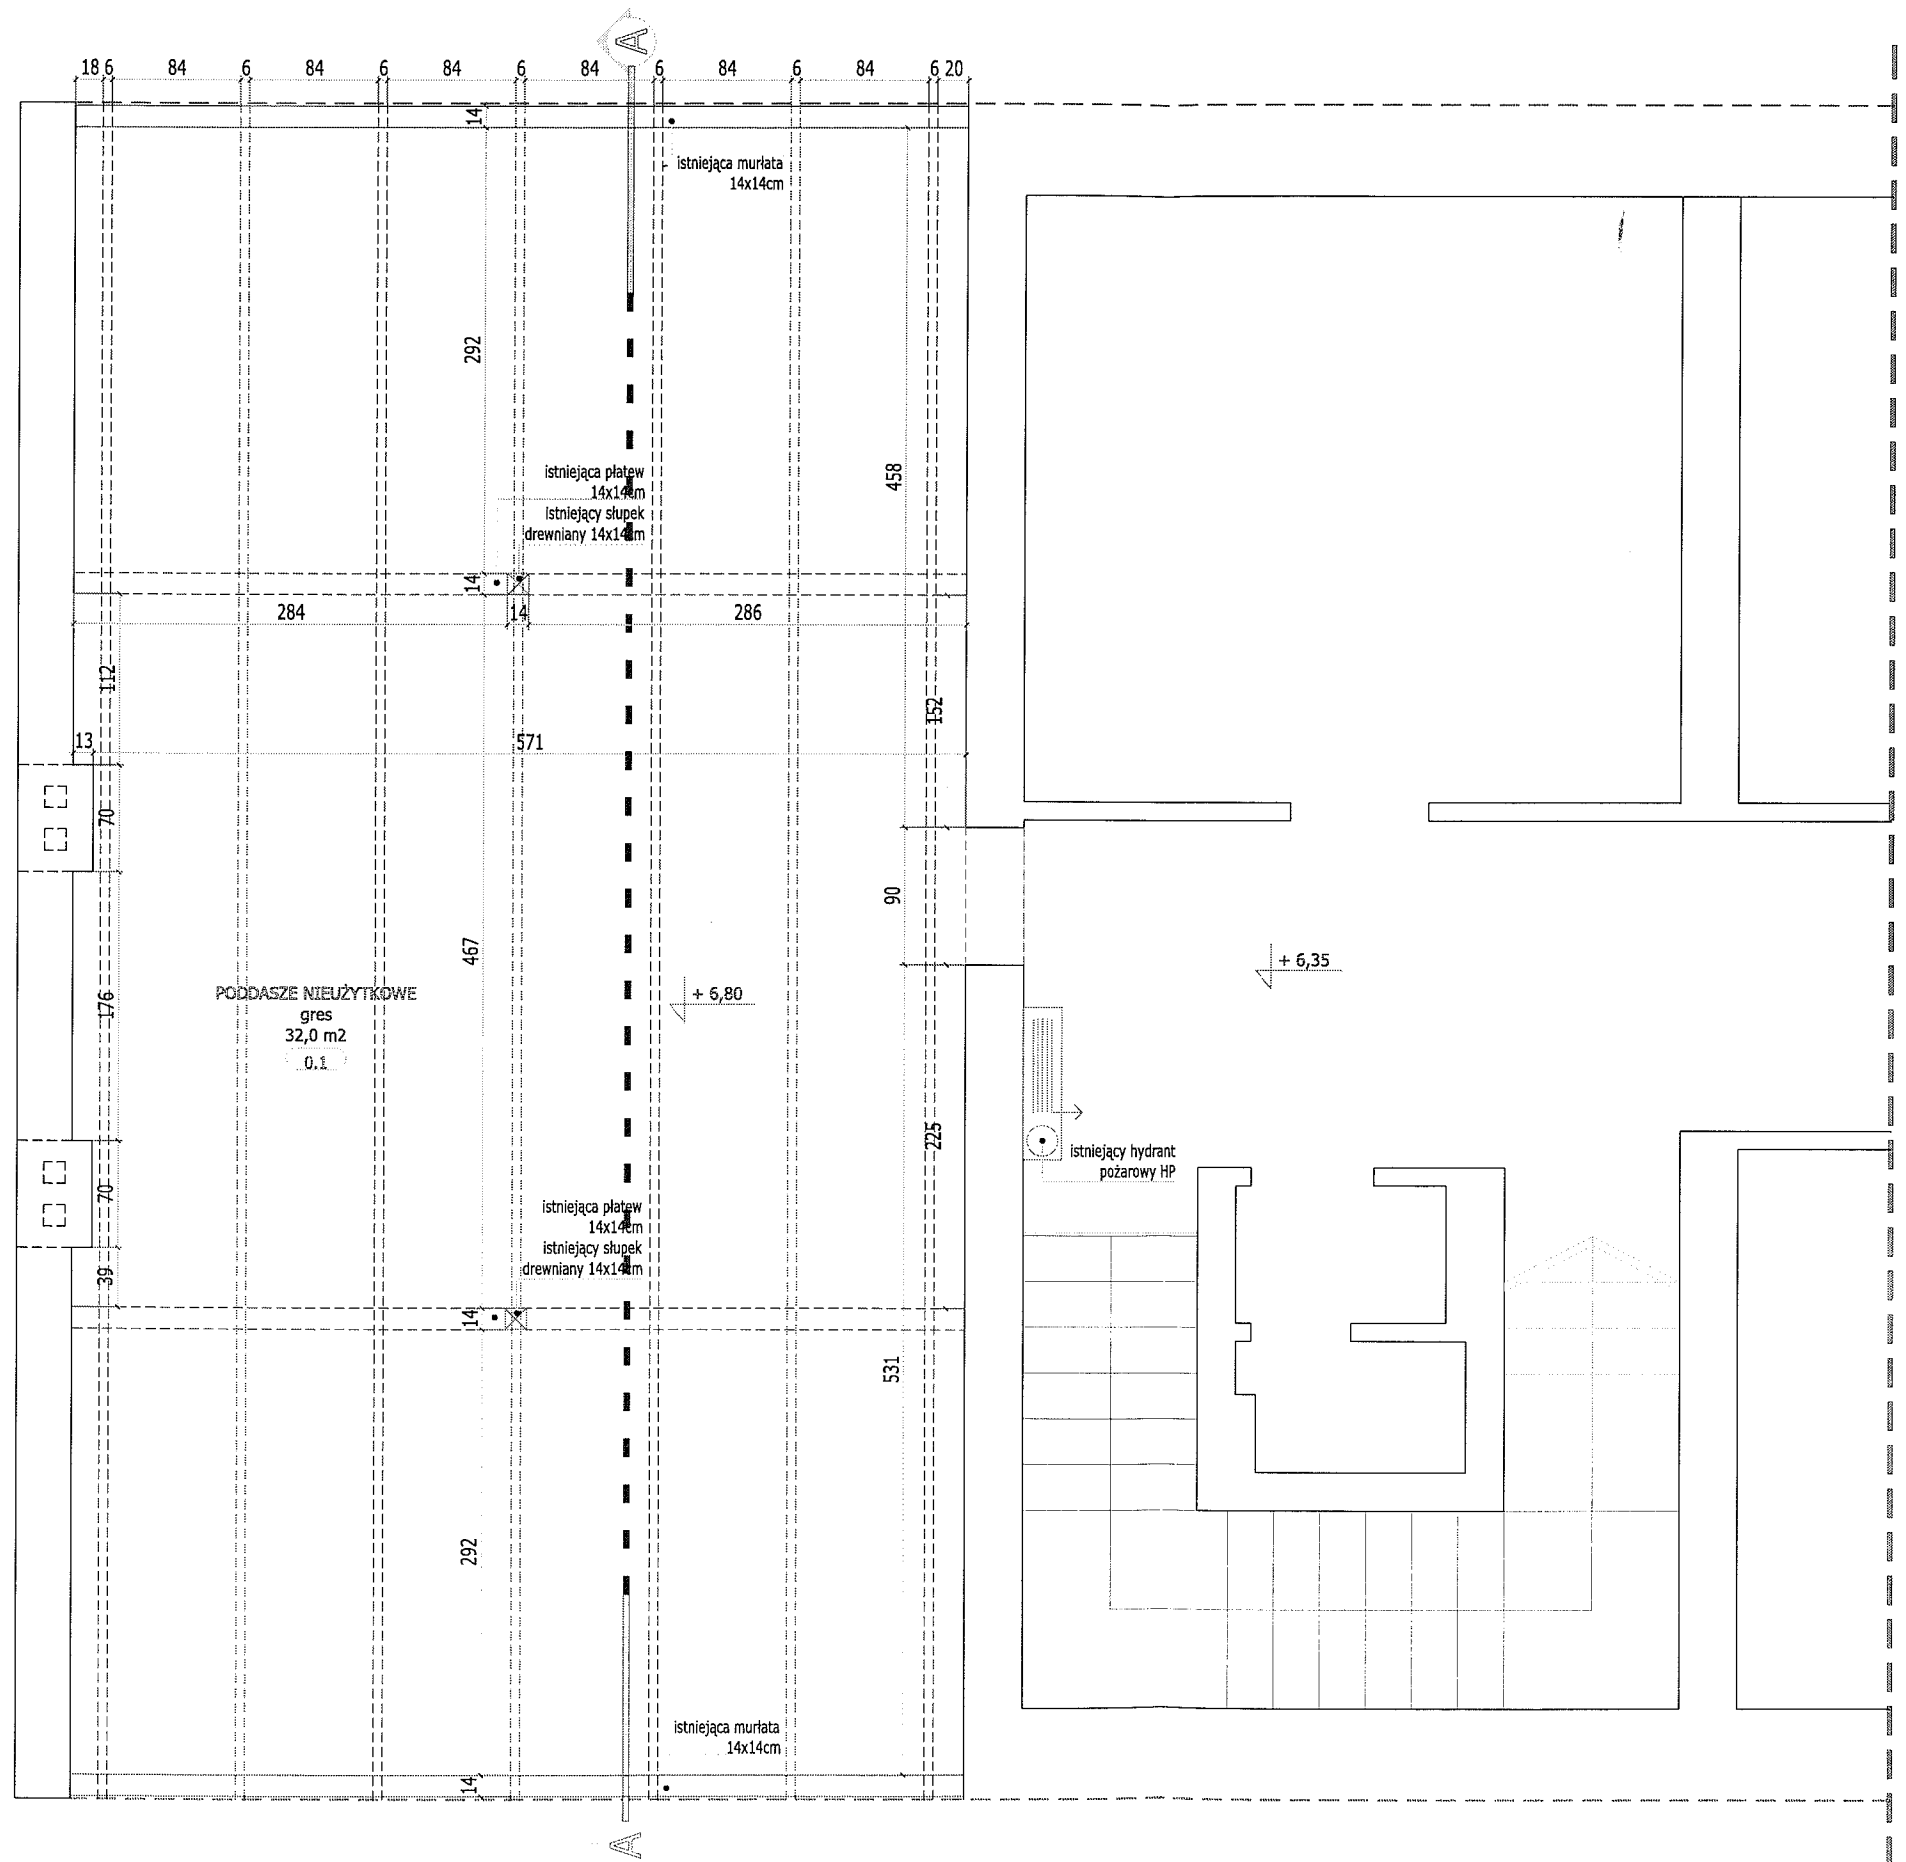 A
18 6 84 6 84 6 84 6 84 6 84 6 84 6 20
14
istniejąca murłata
14x14cm
292
458
istniejąca płatew
14x14cm
istniejący słupek
drewniany 14x14cm
14
284 14 286
112
152
13
571
70
90
467
+ 6,35
176
PODDASZE NIEUŻYTKOWE
gres
32,0 m2
0.1
+ 6,80
225
istniejący hydrant
pożarowy HP
70
istniejąca płatew
14x14cm
istniejący słupek
drewniany 14x14cm
39
14
531
292
istniejąca murłata
14x14cm
14
A